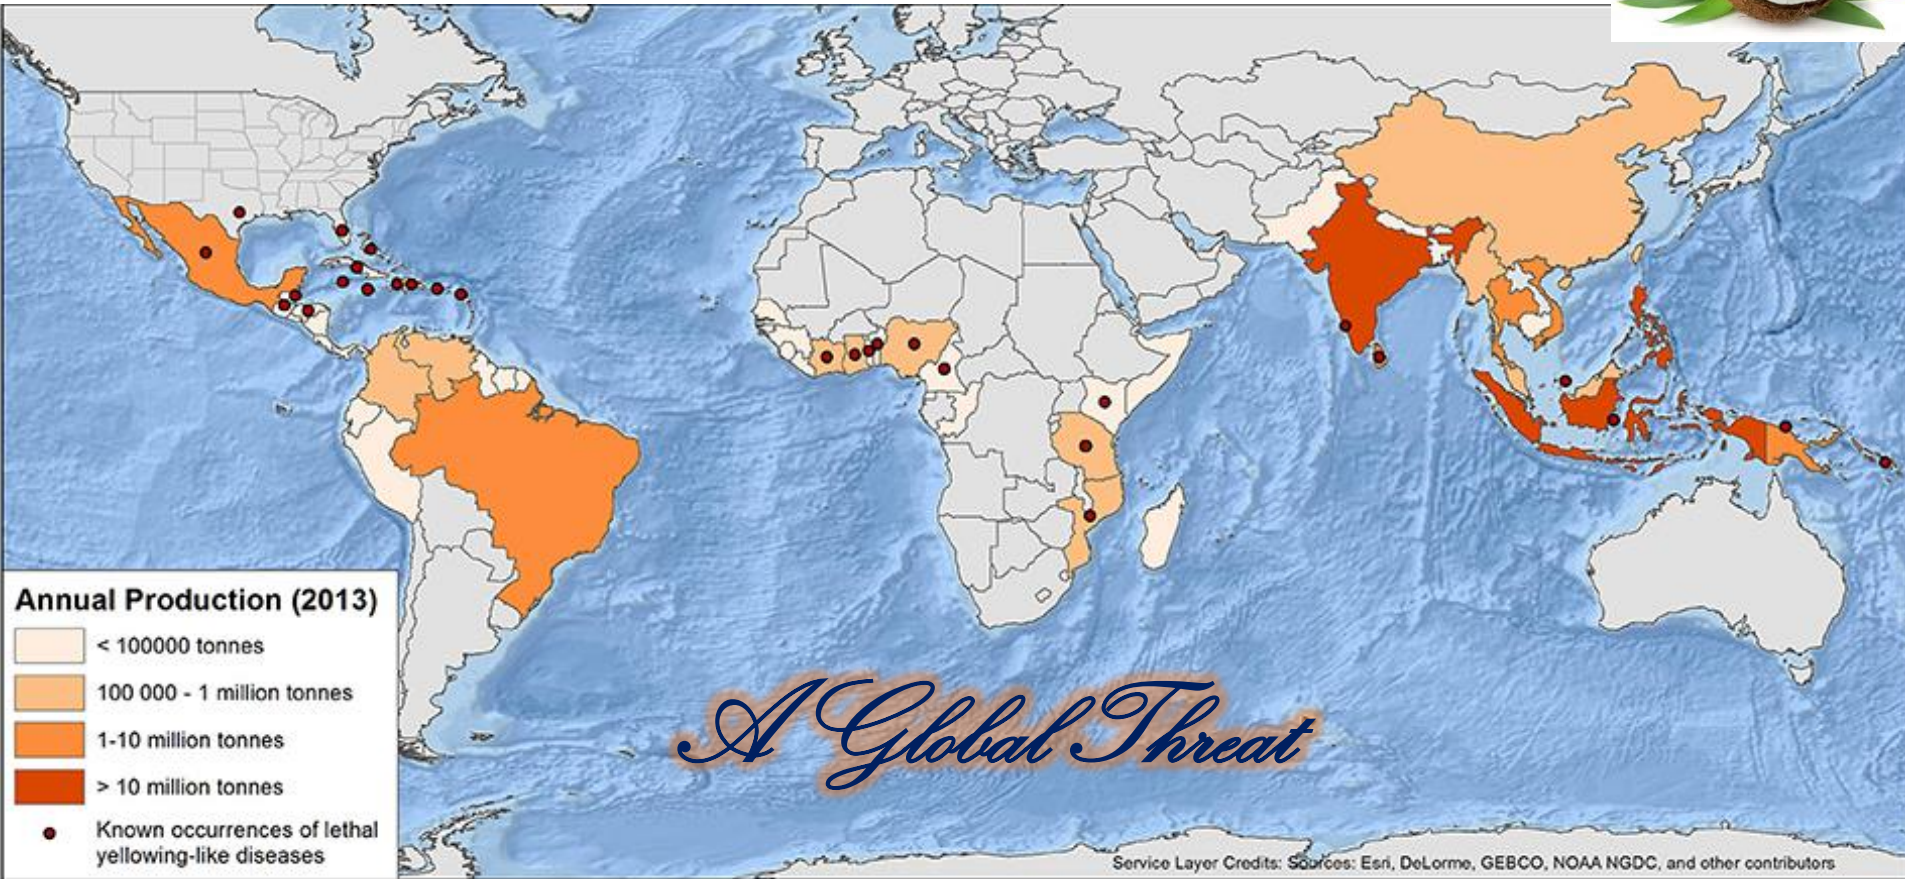 A Global Threat
Annual Production (2013)
< 100000 tonnes
100 000 - 1 million tonnes
1-10 million tonnes
> 10 million tonnes
Known occurrences of lethal
yellowing-like diseases
Service Layer Credits: Sources: Esri, DeLorme, GEBCO, NOAA NGDC, and other contributors